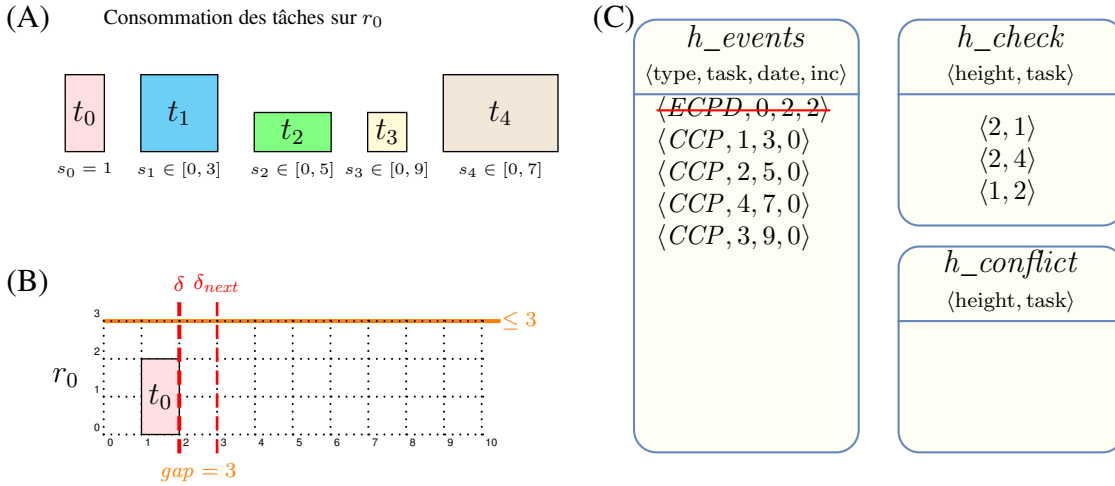 (A)
Consommation des tâches sur r₀
t₀ t₁ t₂ t₃ t₄
s₀ = 1 s₁ ∈ [0, 3] s₂ ∈ [0, 5] s₃ ∈ [0, 9] s₄ ∈ [0, 7]
(B)
δ δₙₑₓₜ
3
≤ 3
2
r₀
t₀
1
0
0 1 2 3 4 5 6 7 8 9 10
gap = 3
(C)
h_events
⟨type, task, date, inc⟩
⟨ECPD, 0, 2, 2⟩
⟨CCP, 1, 3, 0⟩
⟨CCP, 2, 5, 0⟩
⟨CCP, 4, 7, 0⟩
⟨CCP, 3, 9, 0⟩
h_check
⟨height, task⟩
⟨2, 1⟩
⟨2, 4⟩
⟨1, 2⟩
h_conflict
⟨height, task⟩